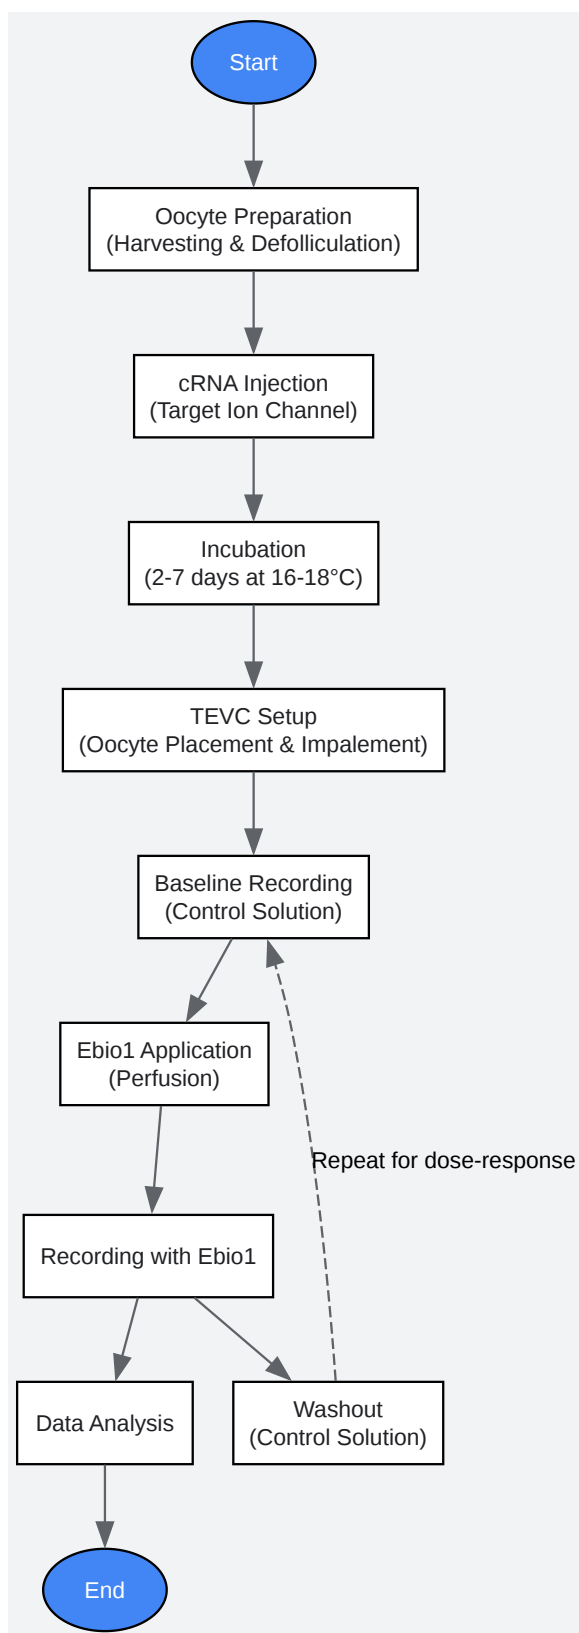 Start
Oocyte Preparation
(Harvesting & Defolliculation)
cRNA Injection
(Target Ion Channel)
Incubation
(2-7 days at 16-18°C)
TEVC Setup
(Oocyte Placement & Impalement)
Baseline Recording
(Control Solution)
Ebio1 Application
(Perfusion)
Repeat for dose-response
Recording with Ebio1
Data Analysis
Washout
(Control Solution)
End